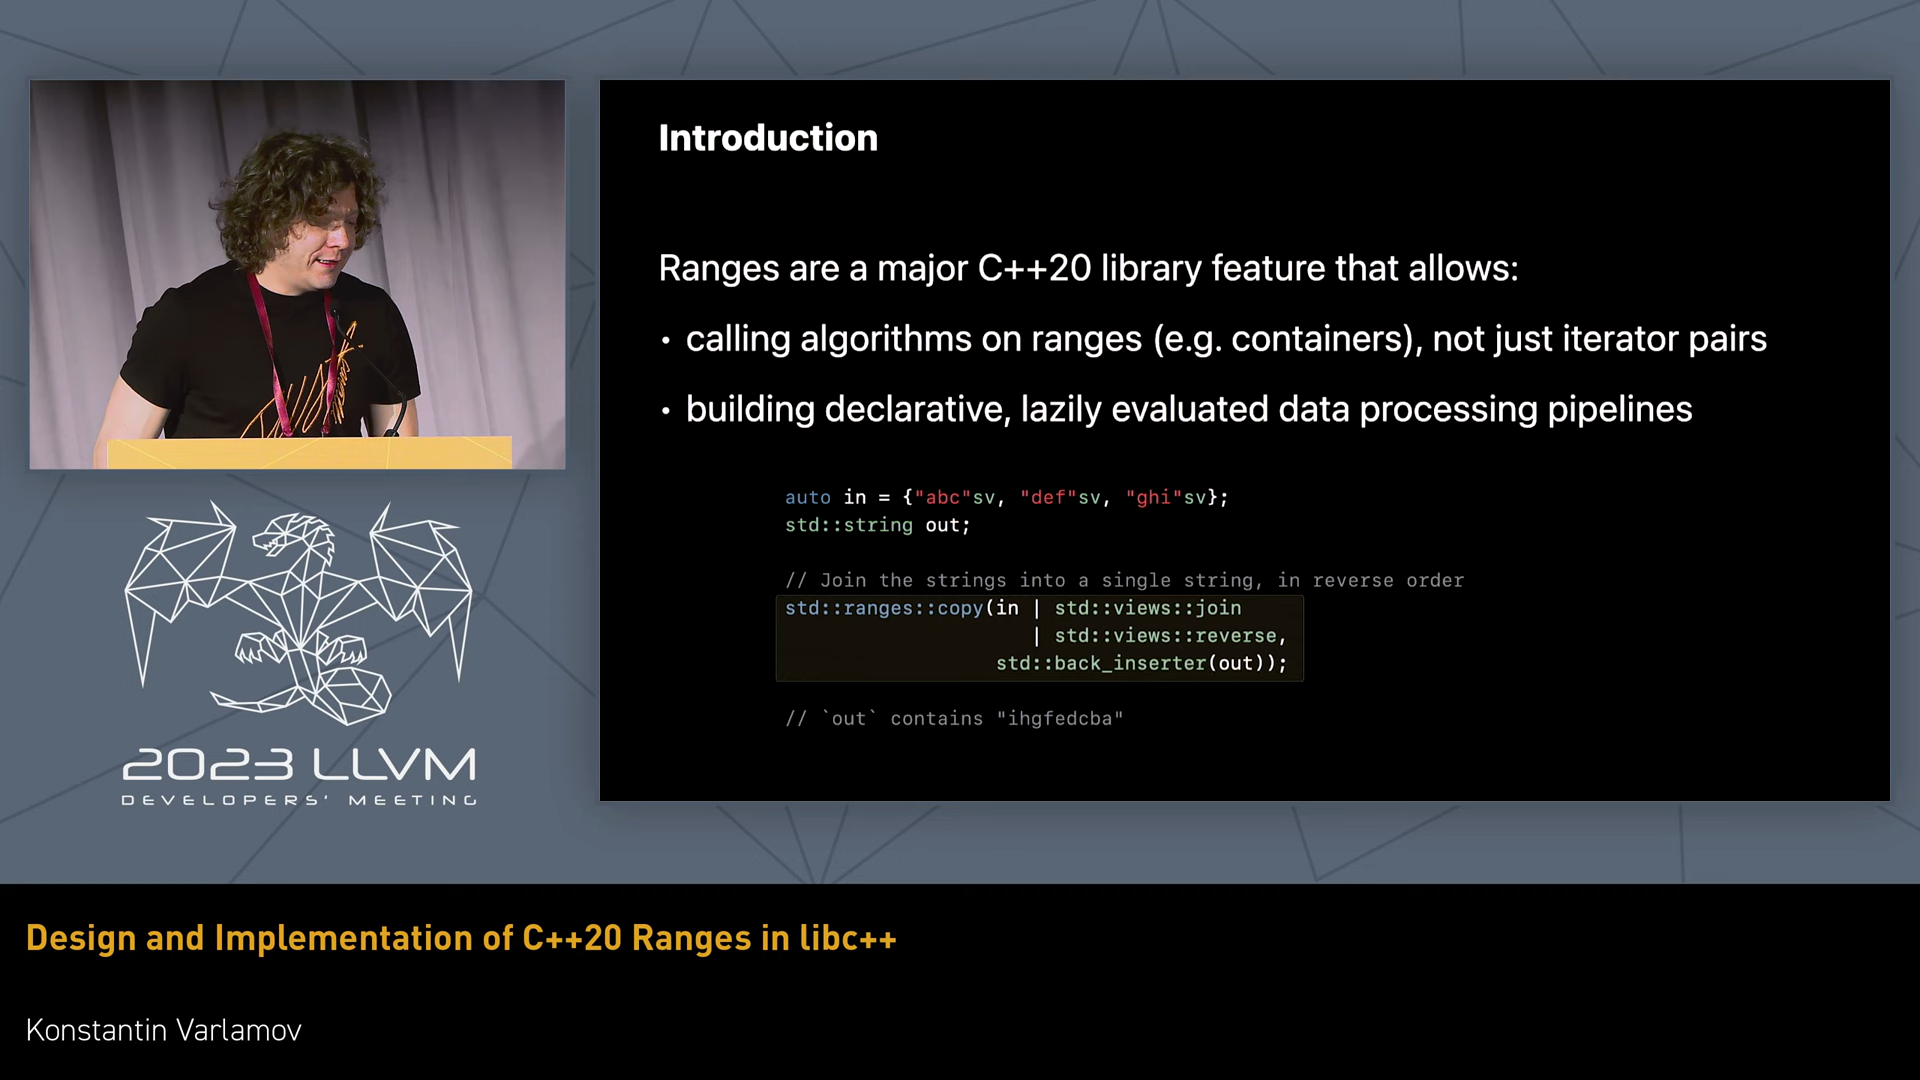 Introduction
Ranges are a major C++20 library feature that allows:
• calling algorithms on ranges (e.g. containers), not just iterator pairs
• building declarative, lazily evaluated data processing pipelines
auto in = {"abc"sv, "def"sv, "ghi"sv};
std::string out;
// Join the strings into a single string, in reverse order
std::ranges::copy(in | std::views::join
| std::views::reverse,
std::back_inserter(out));
// `out` contains "ihgfedcba"
2023 LLVM
DEVELOPERS' MEETING
Design and Implementation of C++20 Ranges in libc++
Konstantin Varlamov